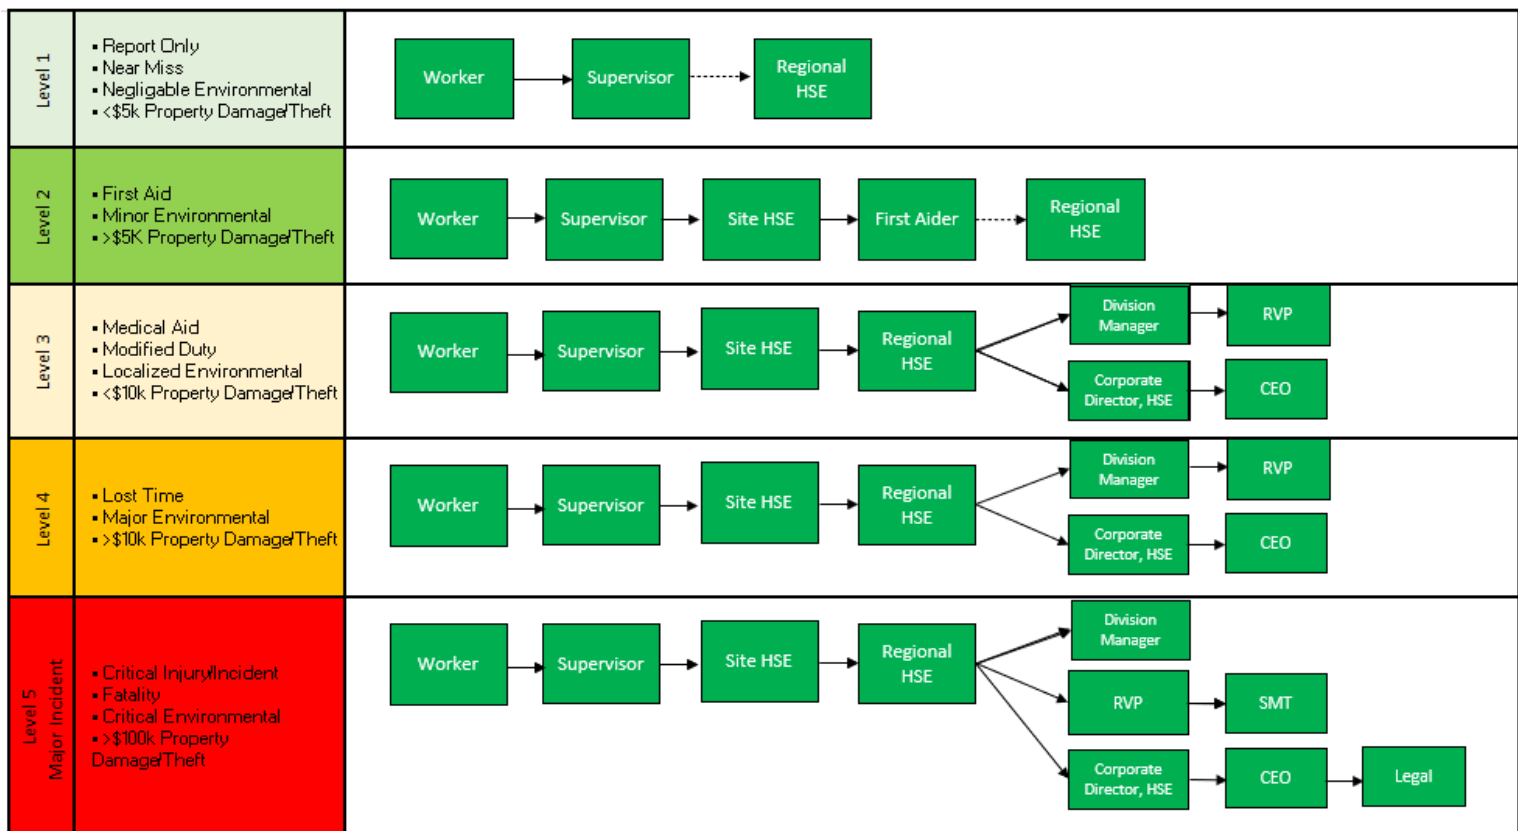 Level 1
▪ Report Only
▪ Near Miss
▪ Negligable Environmental
▪ <$5k Property Damage/Theft
Worker
Supervisor
Regional
HSE
Level 2
▪ First Aid
▪ Minor Environmental
▪ >$5K Property Damage/Theft
Worker
Supervisor
Site HSE
First Aider
Regional
HSE
Level 3
▪ Medical Aid
▪ Modified Duty
▪ Localized Environmental
▪ <$10k Property Damage/Theft
Worker
Supervisor
Site HSE
Regional
HSE
Division
Manager
RVP
Corporate
Director, HSE
CEO
Level 4
▪ Lost Time
▪ Major Environmental
▪ >$10k Property Damage/Theft
Worker
Supervisor
Site HSE
Regional
HSE
Division
Manager
RVP
Corporate
Director, HSE
CEO
Level 5
Major Incident
▪ Critical Injury/Incident
▪ Fatality
▪ Critical Environmental
▪ >$100k Property
Damage/Theft
Worker
Supervisor
Site HSE
Regional
HSE
Division
Manager
RVP
SMT
Corporate
Director, HSE
CEO
Legal